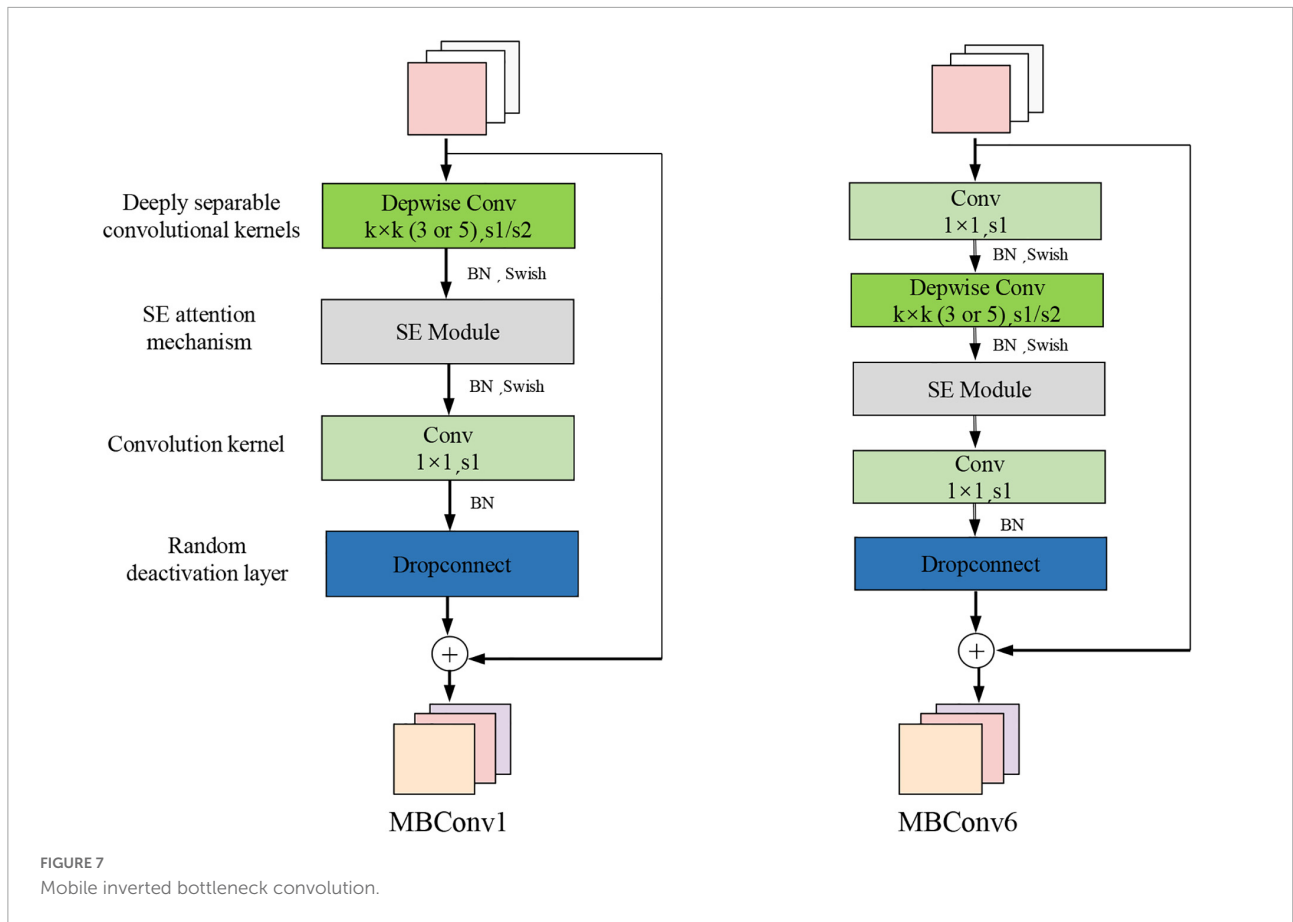 Deeply separable
convolutional kernels
Depwise Conv
k×k (3 or 5),s1/s2
BN , Swish
SE attention
mechanism
SE Module
BN ,Swish
Convolution kernel
Conv
1×1,s1
BN
Random
deactivation layer
Dropconnect
+
MBConv1
Conv
1×1,s1
BN ,Swish
Depwise Conv
k×k (3 or 5),s1/s2
BN ,Swish
SE Module
Conv
1×1,s1
BN
Dropconnect
+
MBConv6
FIGURE 7
Mobile inverted bottleneck convolution.